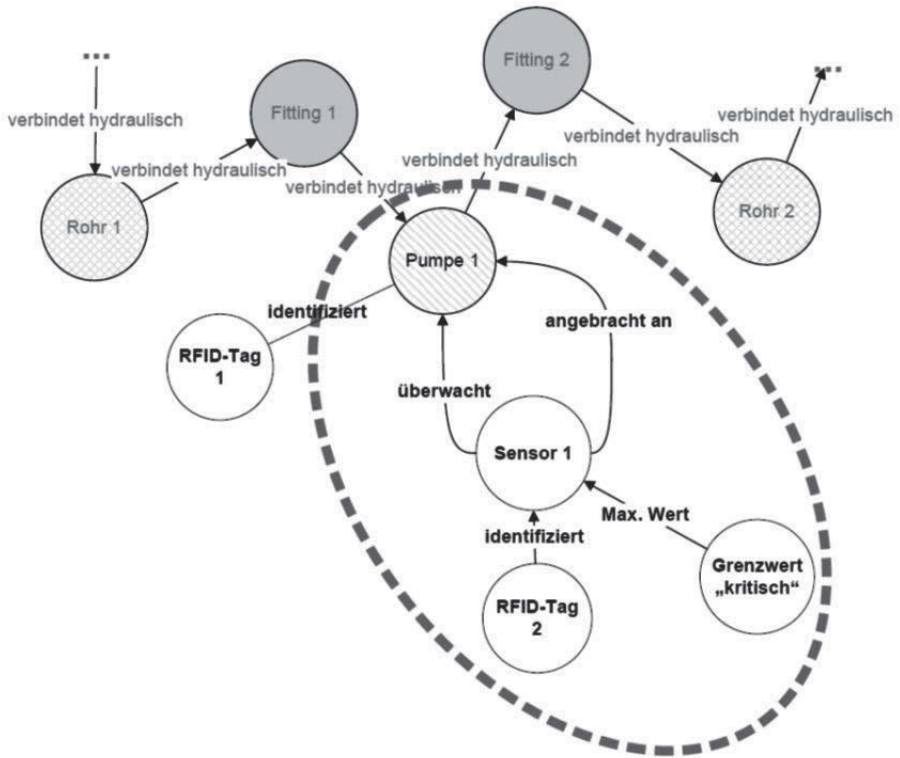 ...
Fitting 2
...
Fitting 1
verbindet hydraulisch
verbindet hydraulisch
verbindet hydraulisch
verbindet hydraulisch
verbindet hydraulisch
verbindet hydraulisch
Rohr 1
Rohr 2
Pumpe 1
identifiziert
angebracht an
RFID-Tag
1
überwacht
Sensor 1
Max. Wert
identifiziert
Grenzwert
„kritisch“
RFID-Tag
2